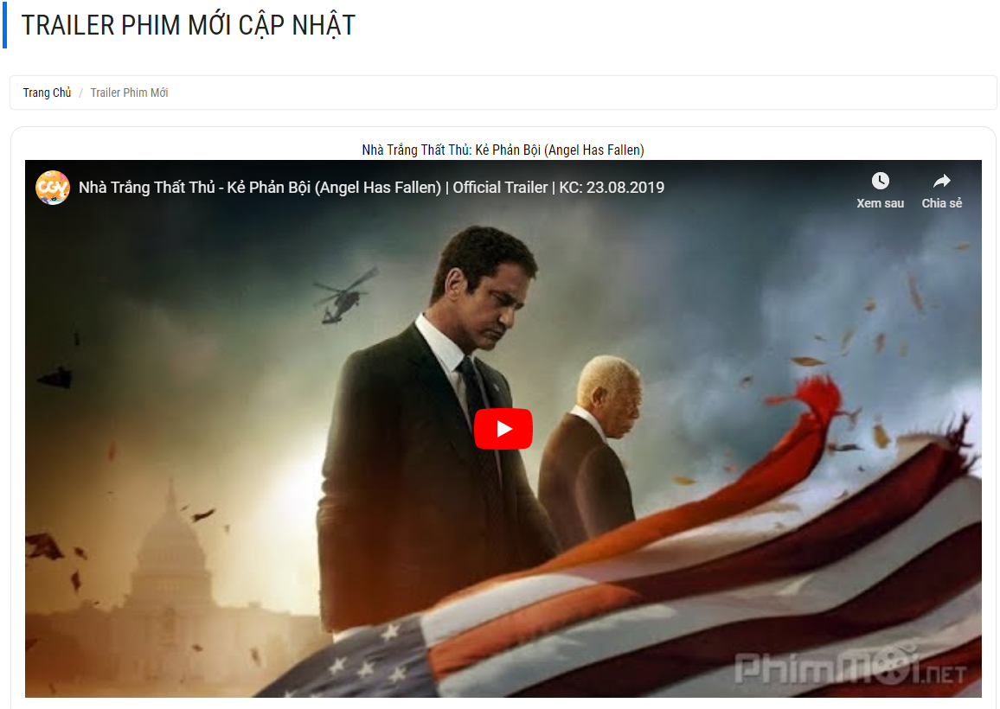 TRAILER PHIM MỚI CẬP NHẬT
Trang Chủ / Trailer Phim Mới
Nhà Trắng Thất Thủ: Kẻ Phản Bội (Angel Has Fallen)
CGV
Nhà Trắng Thất Thủ - Kẻ Phản Bội (Angel Has Fallen) | Official Trailer | KC: 23.08.2019
Xem sau
Chia sẻ
PhimMới.NET